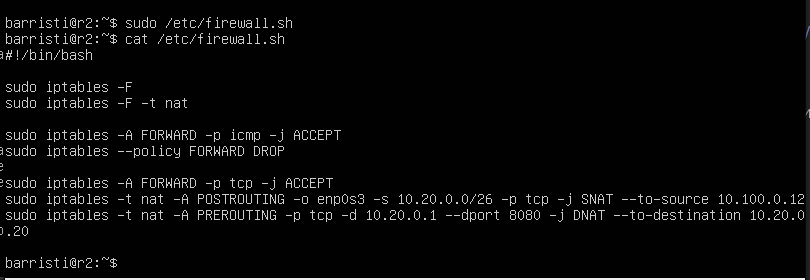 barristi@r2:~$ sudo /etc/firewall.sh
barristi@r2:~$ cat /etc/firewall.sh
#!/bin/bash
sudo iptables -F
sudo iptables -F -t nat
sudo iptables -A FORWARD -p icmp -j ACCEPT
sudo iptables --policy FORWARD DROP
sudo iptables -A FORWARD -p tcp -j ACCEPT
sudo iptables -t nat -A POSTROUTING -o enp0s3 -s 10.20.0.0/26 -p tcp -j SNAT --to-source 10.100.0.12
sudo iptables -t nat -A PREROUTING -p tcp -d 10.20.0.1 --dport 8080 -j DNAT --to-destination 10.20.0
.20
barristi@r2:~$